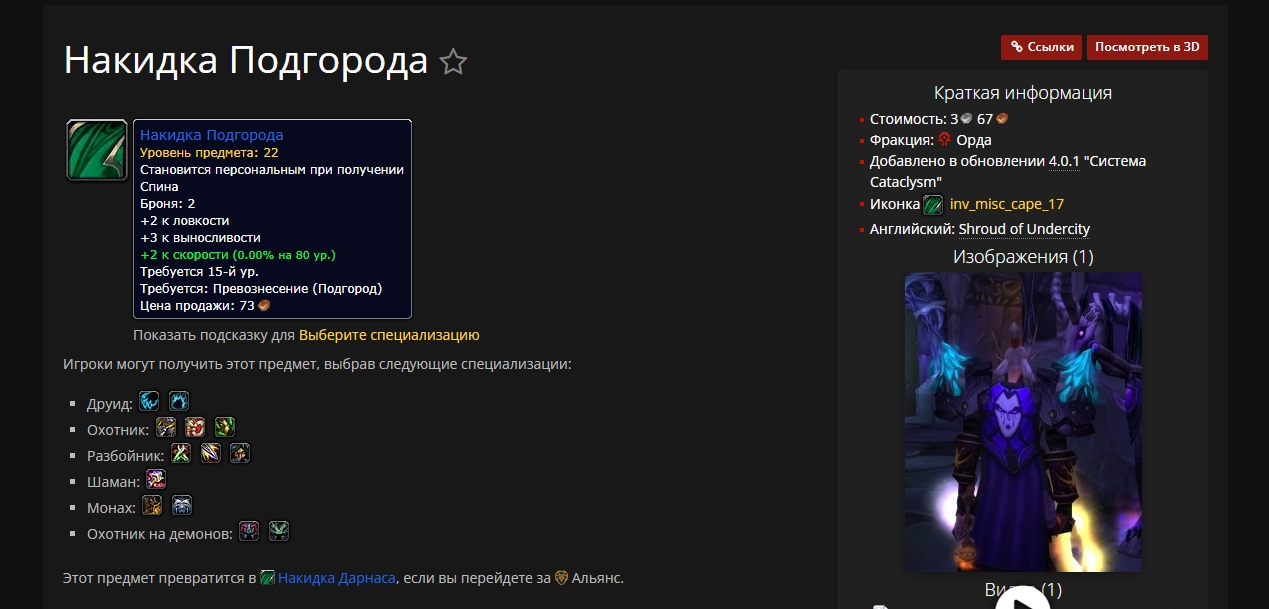 Накидка Подгорода
Ссылки
Посмотреть в 3D
Накидка Подгорода
Уровень предмета: 22
Становится персональным при получении
Спина
Броня: 2
+2 к ловкости
+3 к выносливости
+2 к скорости (0.00% на 80 ур.)
Требуется 15-й ур.
Требуется: Превознесение (Подгород)
Цена продажи: 73
Показать подсказку для Выберите специализацию
Игроки могут получить этот предмет, выбрав следующие специализации:
Друид:
Охотник:
Разбойник:
Шаман:
Монах:
Охотник на демонов:
Этот предмет превратится в Накидка Дарнаса, если вы перейдете за Альянс.
Краткая информация
Стоимость: 3 67
Фракция: Орда
Добавлено в обновлении 4.0.1 "Система
Cataclysm"
Иконка inv_misc_cape_17
Английский: Shroud of Undercity
Изображения (1)
(1)